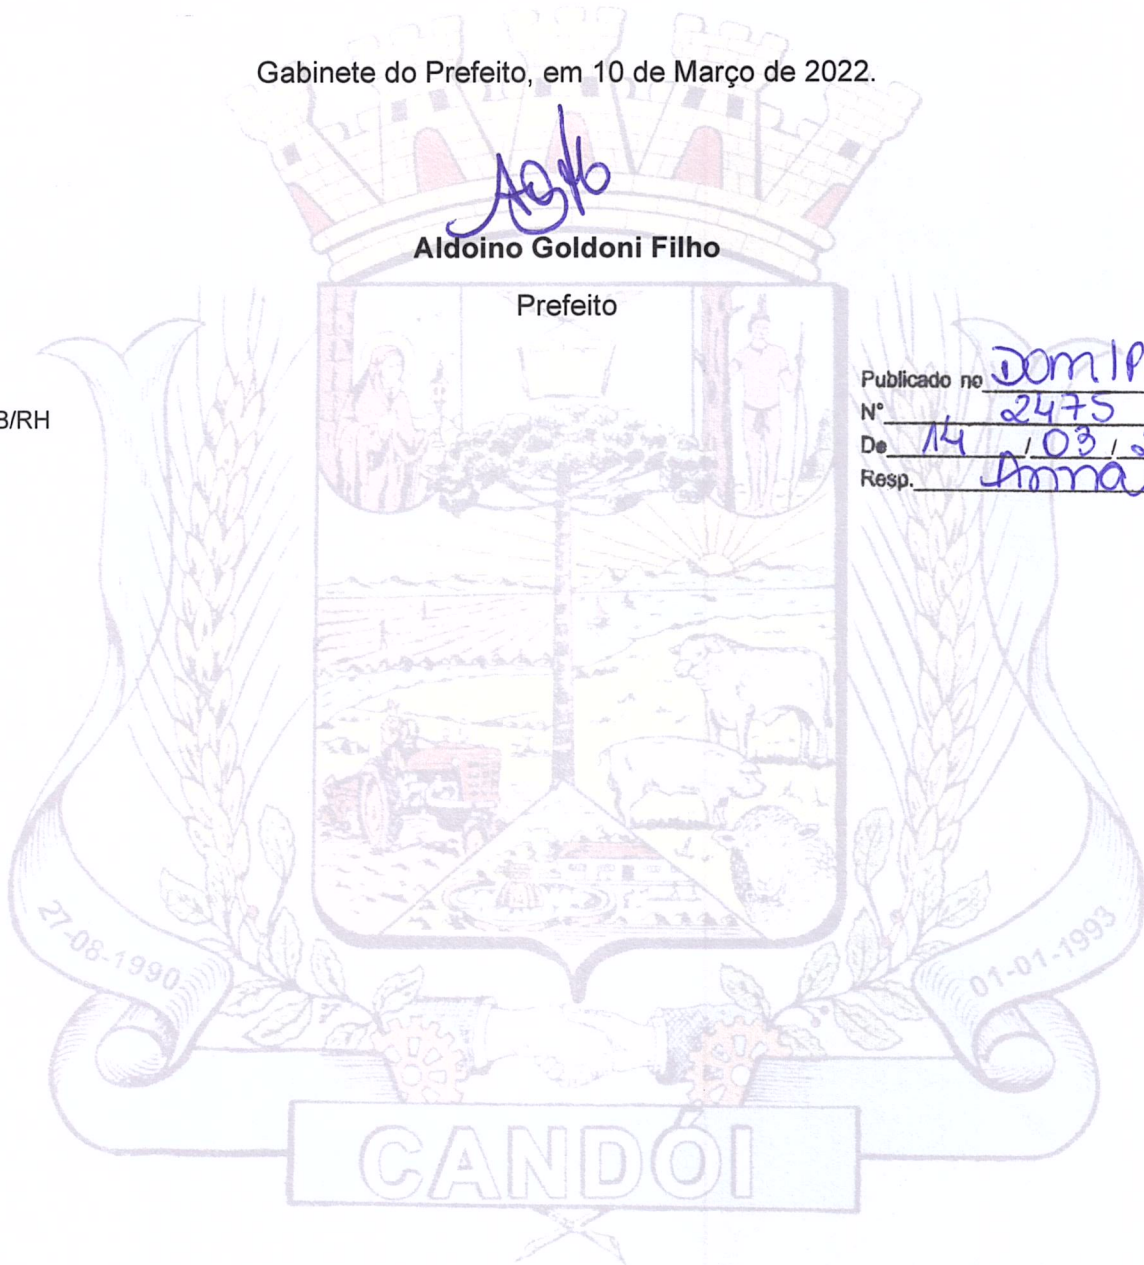 Gabinete do Prefeito, em 10 de Março de 2022.
Aldoino Goldoni Filho
Prefeito
B/RH
Publicado no DOM/P
N° 2475
De 14 / 03 /
Resp. Anna
27-08-1990
01-01-1993
CANDÓI